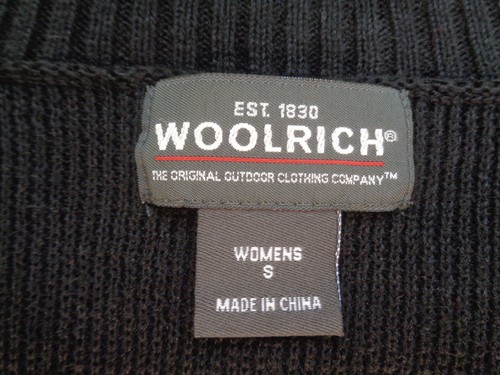 EST. 1830
WOOLRICH®
THE ORIGINAL OUTDOOR CLOTHING COMPANY™
WOMENS
S
MADE IN CHINA